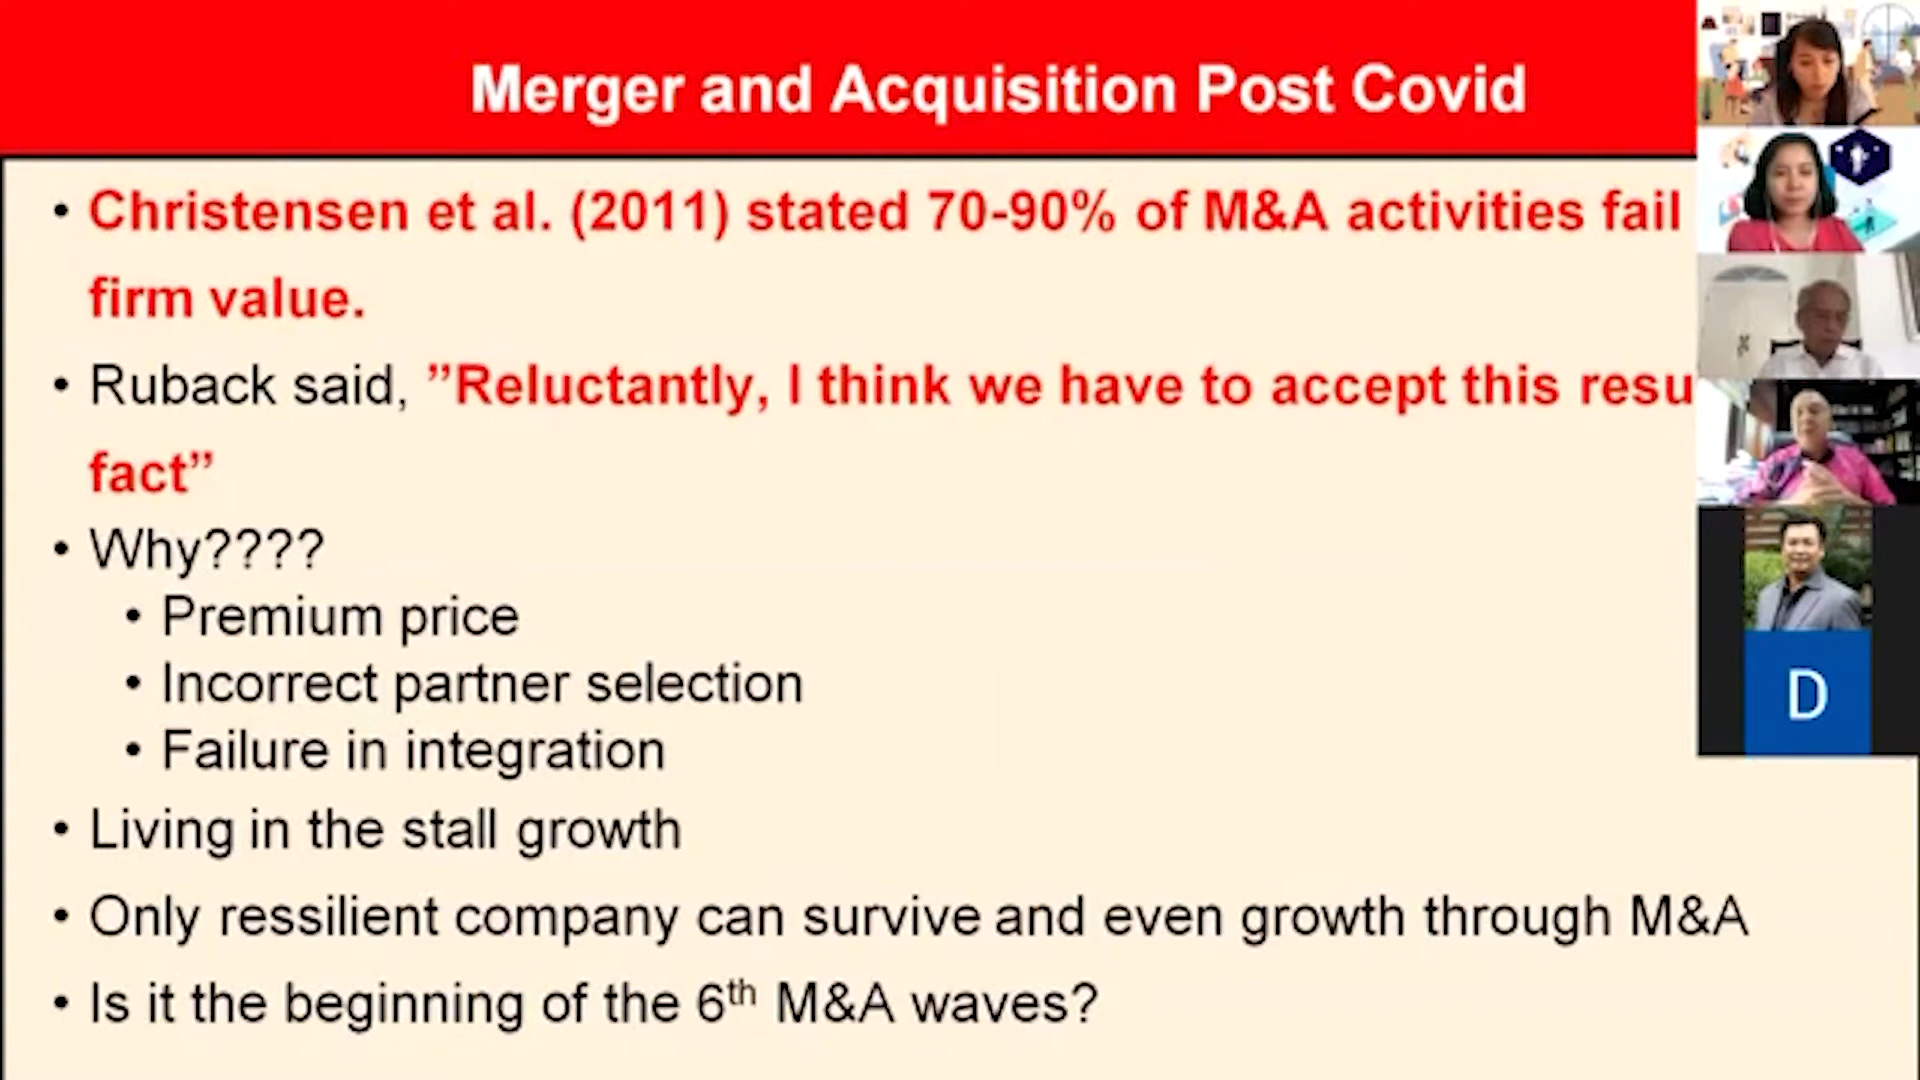 Merger and Acquisition Post Covid
• Christensen et al. (2011) stated 70-90% of M&A activities fail
firm value.
• Ruback said, ”Reluctantly, I think we have to accept this resu
fact”
• Why????
• Premium price
• Incorrect partner selection
• Failure in integration
• Living in the stall growth
• Only ressilient company can survive and even growth through M&A
• Is it the beginning of the 6th M&A waves?
D